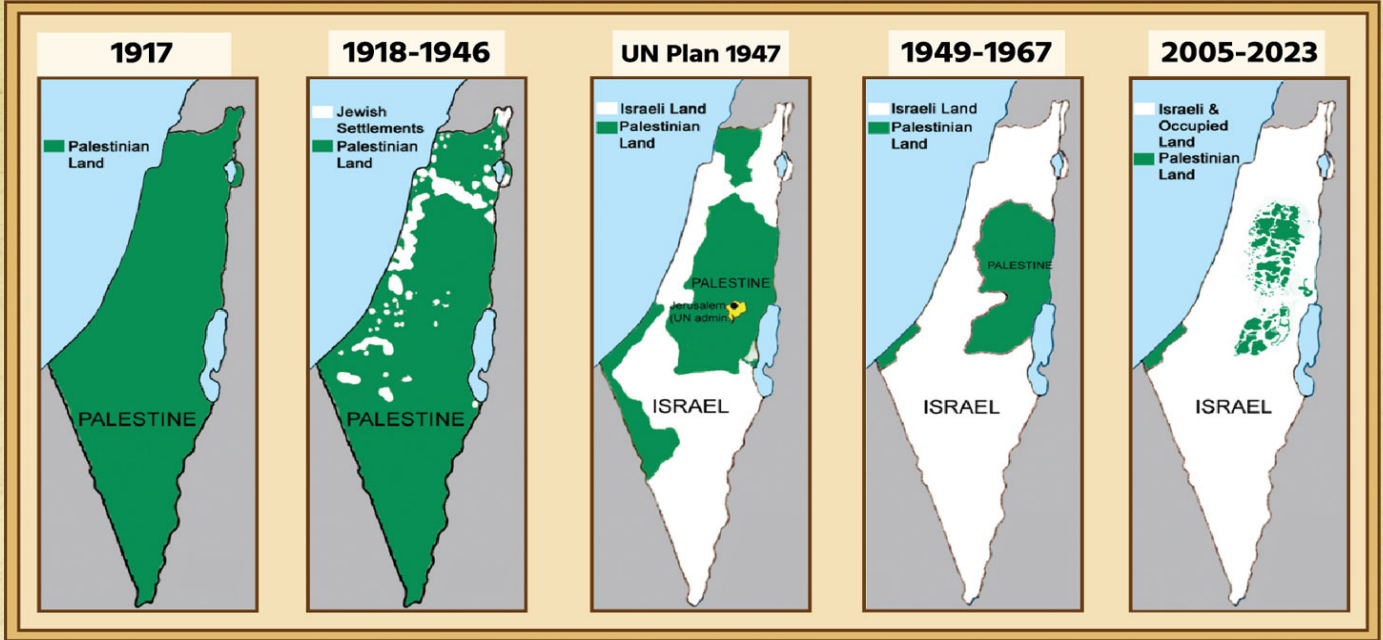 1917
Palestinian
Land
PALESTINE
1918-1946
Jewish
Settlements
Palestinian
Land
PALESTINE
UN Plan 1947
Israeli Land
Palestinian
Land
PALESTINE
Jerusalem
(UN admin.)
ISRAEL
1949-1967
Israeli Land
Palestinian
Land
PALESTINE
ISRAEL
2005-2023
Israeli &
Occupied
Land
Palestinian
Land
ISRAEL